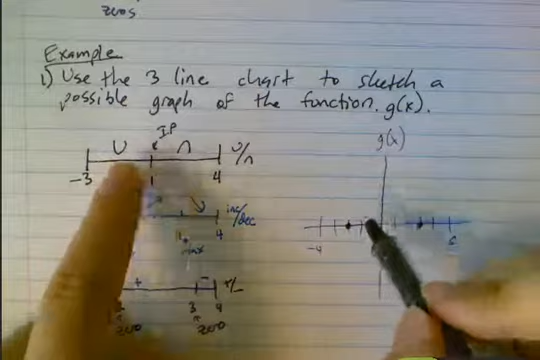 zeros
Example
1) Use the 3 line chart to sketch a
possible graph of the function. g(x).
IP
g(x)
∪ ∩ ∪/∩
-3 1 4
inc/dec
4
max
-4 6
+ - +/-
3 4
zero zero